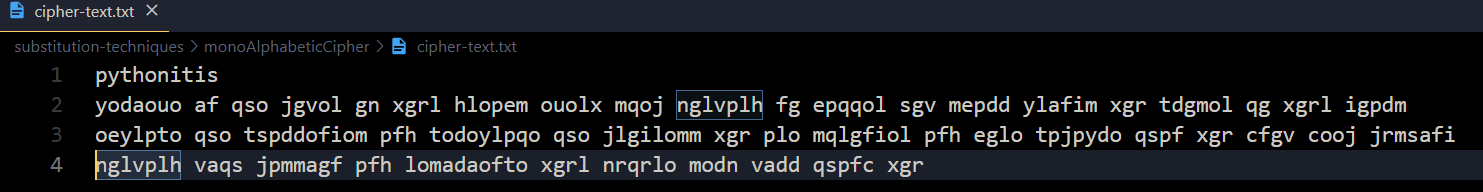 cipher-text.txt ×
substitution-techniques > monoAlphabeticCipher > cipher-text.txt
1 pythonitis
2 yodaouo af qso jgvol gn xgrl hlopem ouolx mqoj nglvplh fg epqqol sgv mepdd ylafim xgr tdgmol qg xgrl igpdm
3 oeylpto qso tspddofiom pfh todoylpqo qso jlgilomm xgr plo mqlgfiol pfh eglo tpjpydo qspf xgr cfgv cooj jrmsafi
4 nglvplh vaqs jpmmagf pfh lomadaofto xgrl nrqrlo modn vadd qspfc xgr